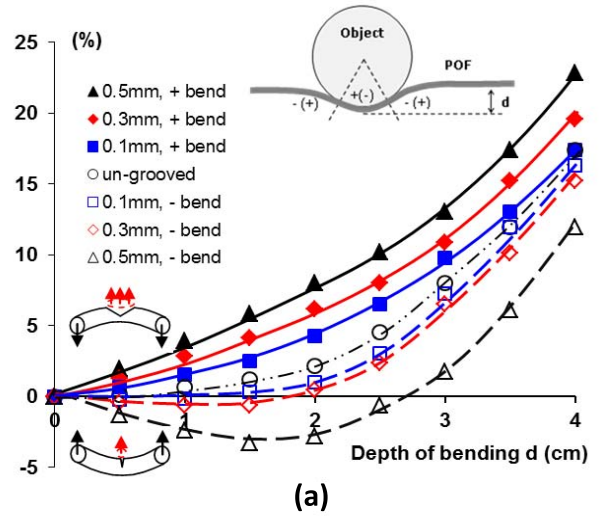 25
(%)
20
15
10
5
0
-5
0
1
2
3
4
0.5mm, + bend
0.3mm, + bend
0.1mm, + bend
un-grooved
0.1mm, - bend
0.3mm, - bend
0.5mm, - bend
Object
POF
- (+)
+(-)
- (+)
d
Depth of bending d (cm)
(a)